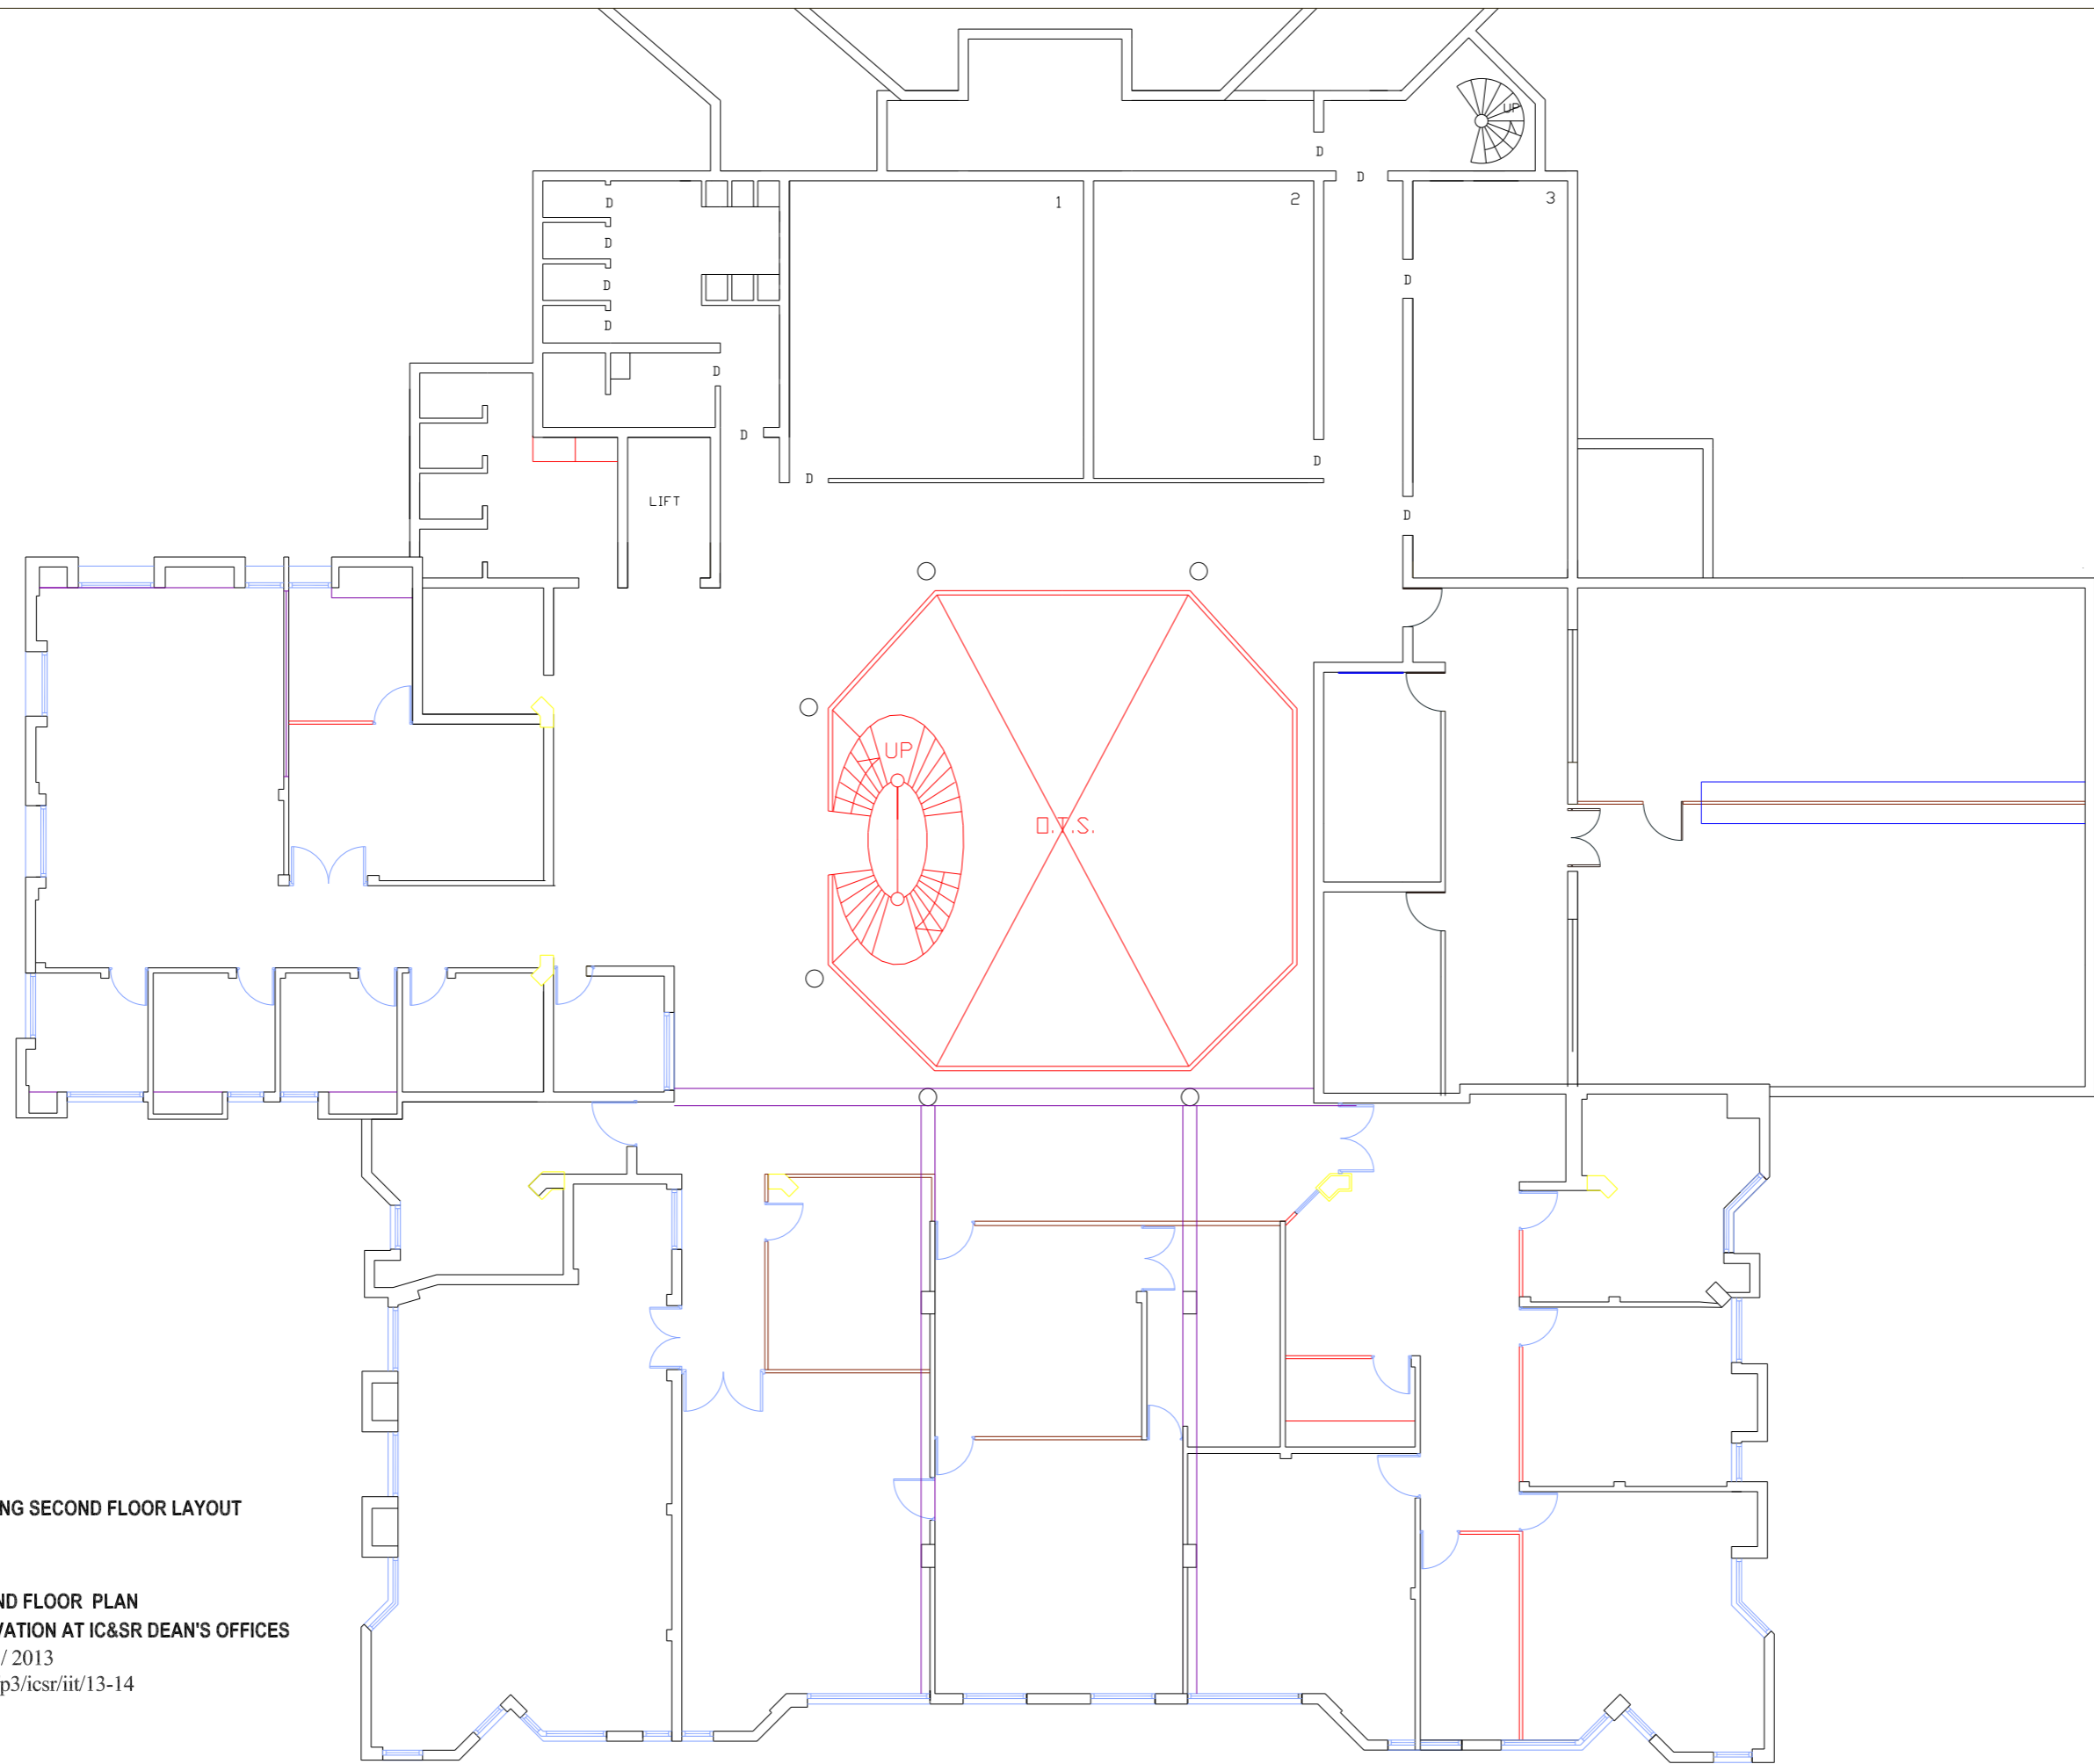 UP
D
D
1
2
3
D
D
D
D
D
D
D
D
D
LIFT
D
D
UP
O.T.S.
NG SECOND FLOOR LAYOUT
ND FLOOR PLAN
VATION AT IC&SR DEAN'S OFFICES
/ 2013
p3/icsr/iit/13-14